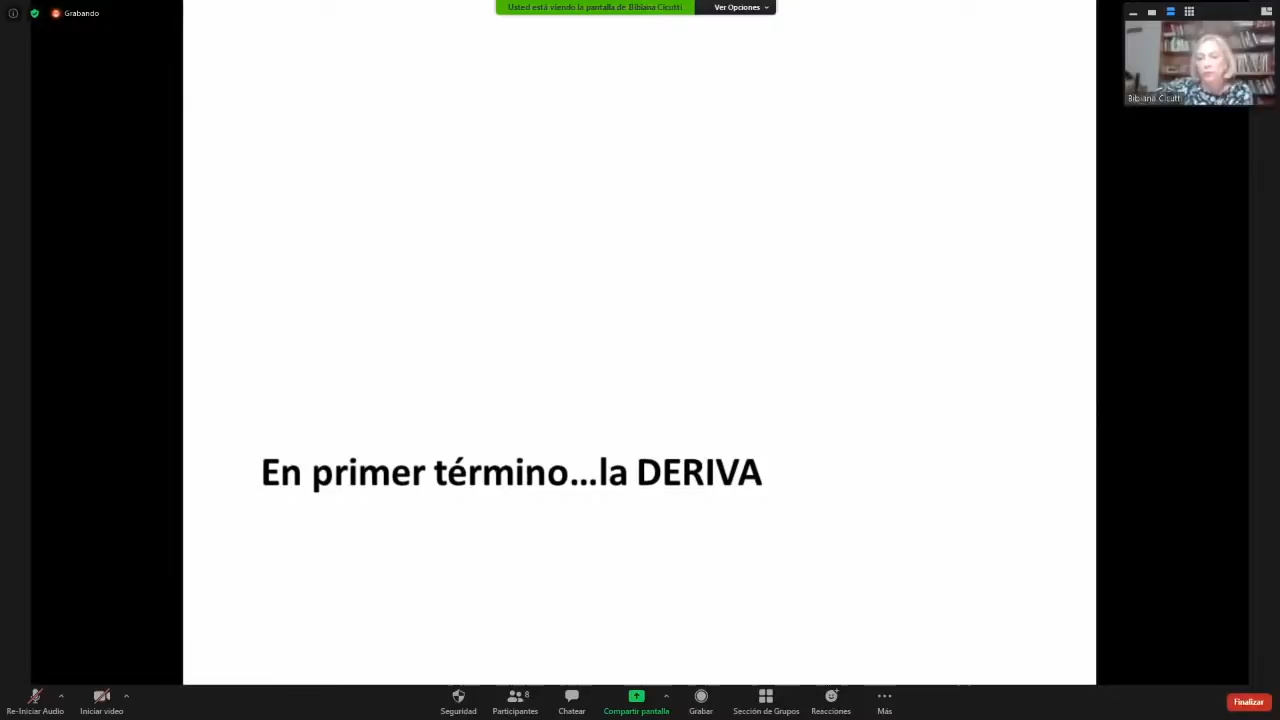 Grabando
Usted está viendo la pantalla de Bibiana Cicutti
Ver Opciones
Bibiana Cicutti
En primer término...la DERIVA
Re-Iniciar Audio
Iniciar video
Seguridad
Participantes
8
Chatear
Compartir pantalla
Grabar
Sección de Grupos
Reacciones
Más
Finalizar